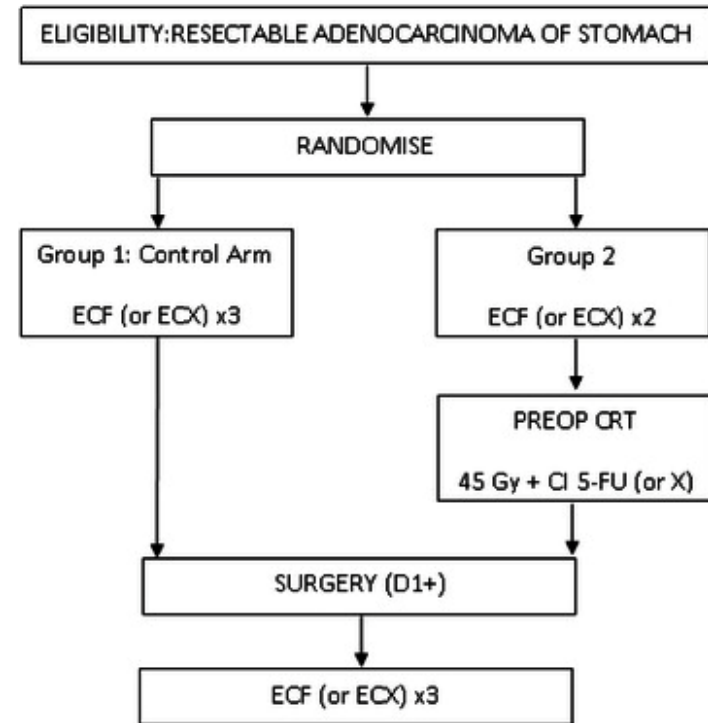 ELIGIBILITY:RESECTABLE ADENOCARCINOMA OF STOMACH
RANDOMISE
Group 1: Control Arm
ECF (or ECX) x3
Group 2
ECF (or ECX) x2
PREOP CRT
45 Gy + CI 5-FU (or X)
SURGERY (D1+)
ECF (or ECX) x3